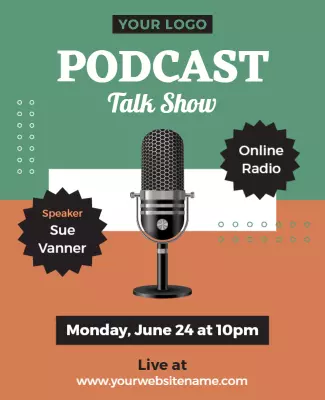 YOUR LOGO
PODCAST
Talk Show
Online
Radio
Speaker
Sue
Vanner
Monday, June 24 at 10pm
Live at
www.yourwebsitename.com